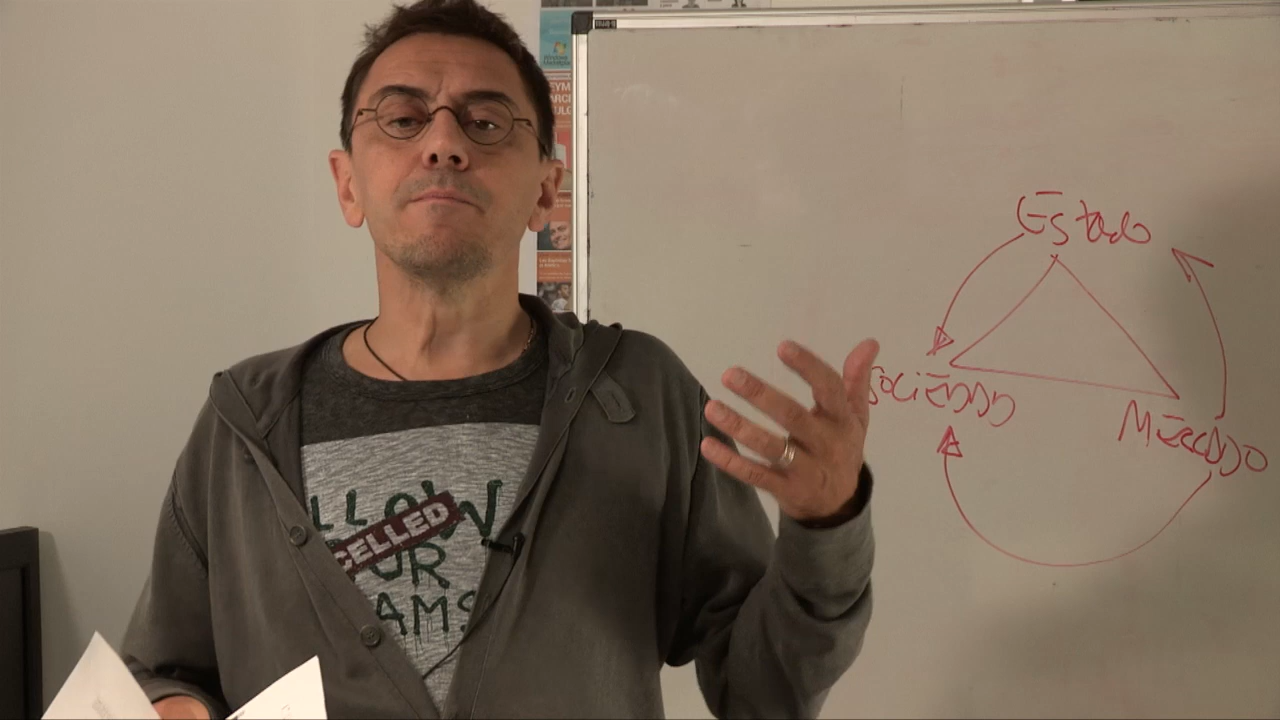 Estado
SOCIEDAD
MERCADO
LLOW
CELLED
UR
AMS